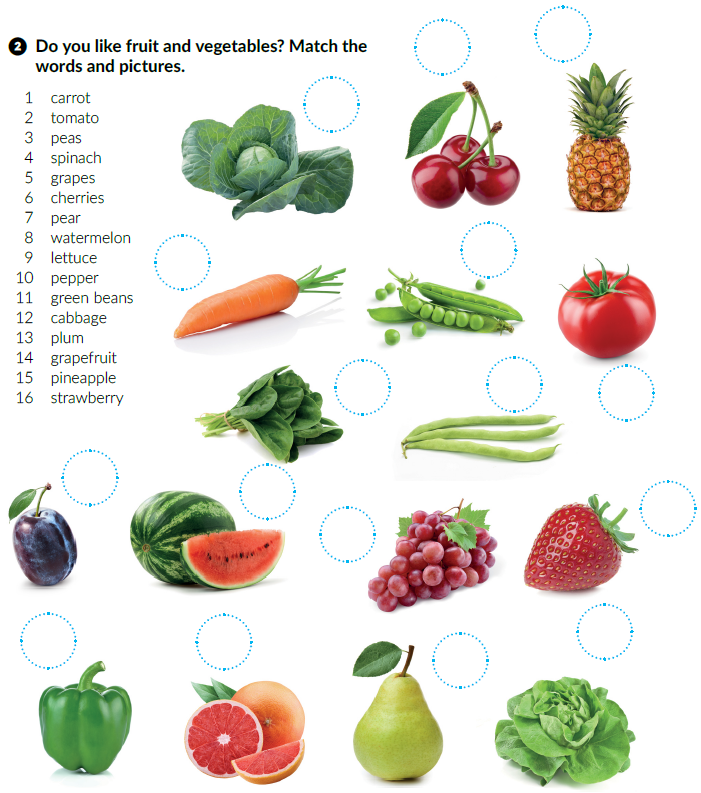 2 Do you like fruit and vegetables? Match the
words and pictures.
1 carrot
2 tomato
3 peas
4 spinach
5 grapes
6 cherries
7 pear
8 watermelon
9 lettuce
10 pepper
11 green beans
12 cabbage
13 plum
14 grapefruit
15 pineapple
16 strawberry